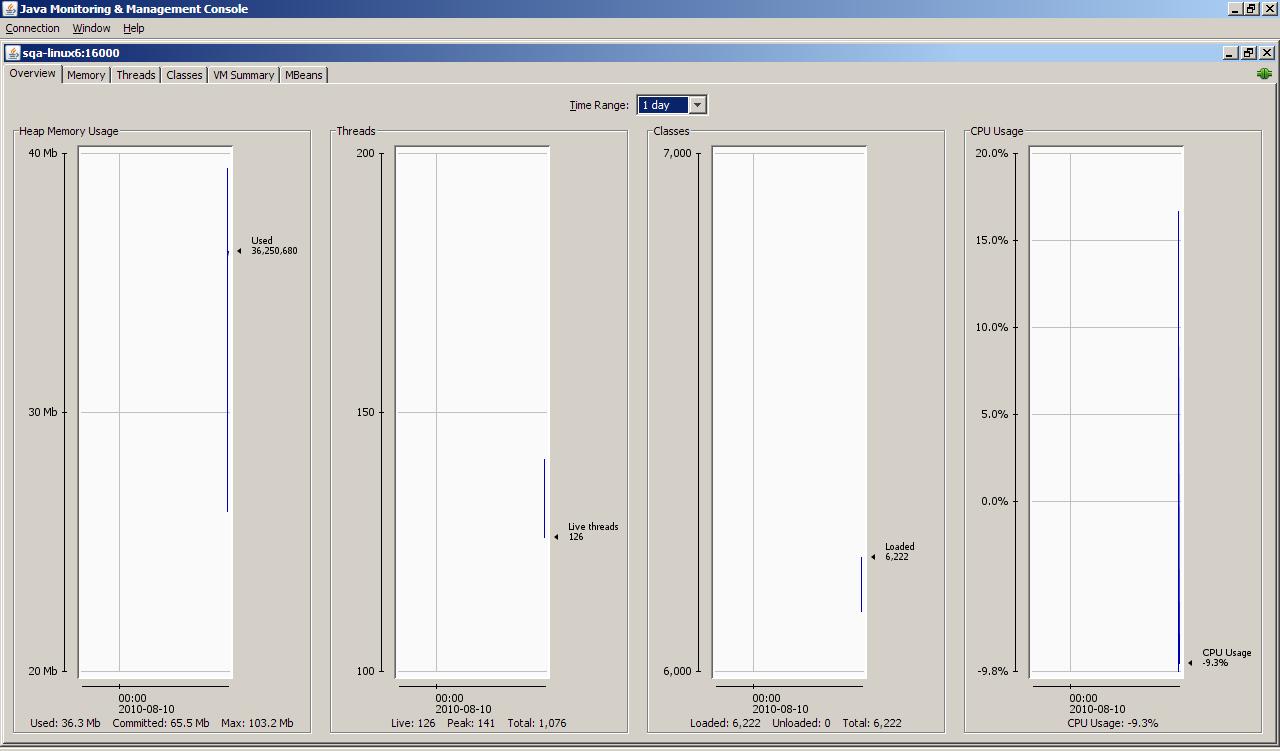 Java Monitoring & Management Console
Connection Window Help
sqa-linux6:16000
Overview Memory Threads Classes VM Summary MBeans
Time Range: 1 day
Heap Memory Usage
40 Mb
30 Mb
20 Mb
Used
36,250,680
00:00
2010-08-10
Used: 36.3 Mb Committed: 65.5 Mb Max: 103.2 Mb
Threads
200
150
100
Live threads
126
00:00
2010-08-10
Live: 126 Peak: 141 Total: 1,076
Classes
7,000
6,000
Loaded
6,222
00:00
2010-08-10
Loaded: 6,222 Unloaded: 0 Total: 6,222
CPU Usage
20.0%
15.0%
10.0%
5.0%
0.0%
-9.8%
CPU Usage
-9.3%
00:00
2010-08-10
CPU Usage: -9.3%